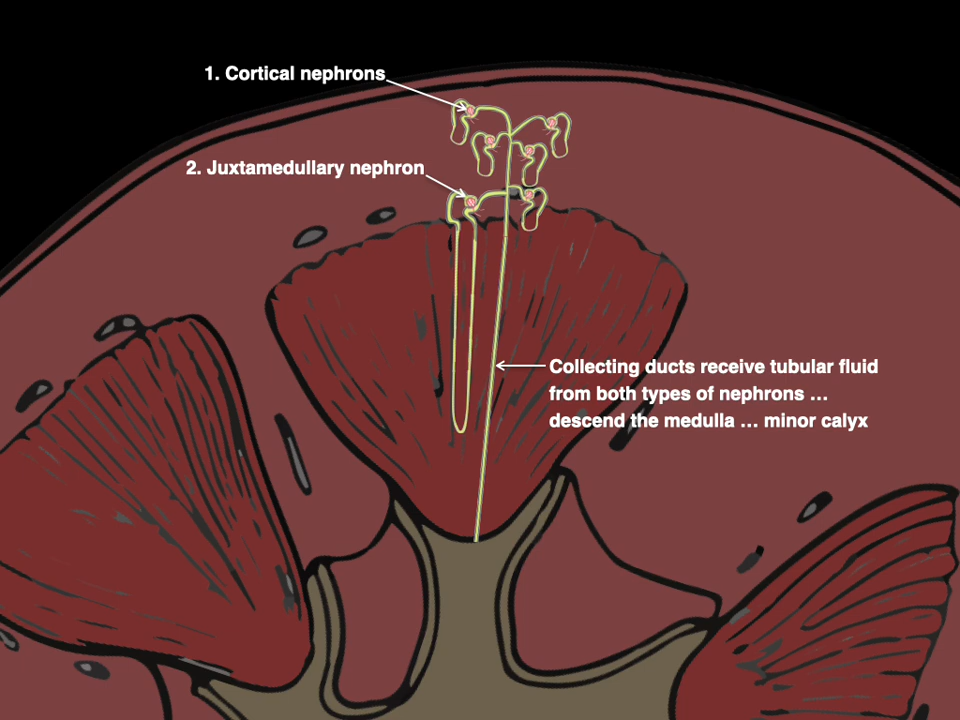 1. Cortical nephrons
2. Juxtamedullary nephron
Collecting ducts receive tubular fluid
from both types of nephrons ...
descend the medulla ... minor calyx